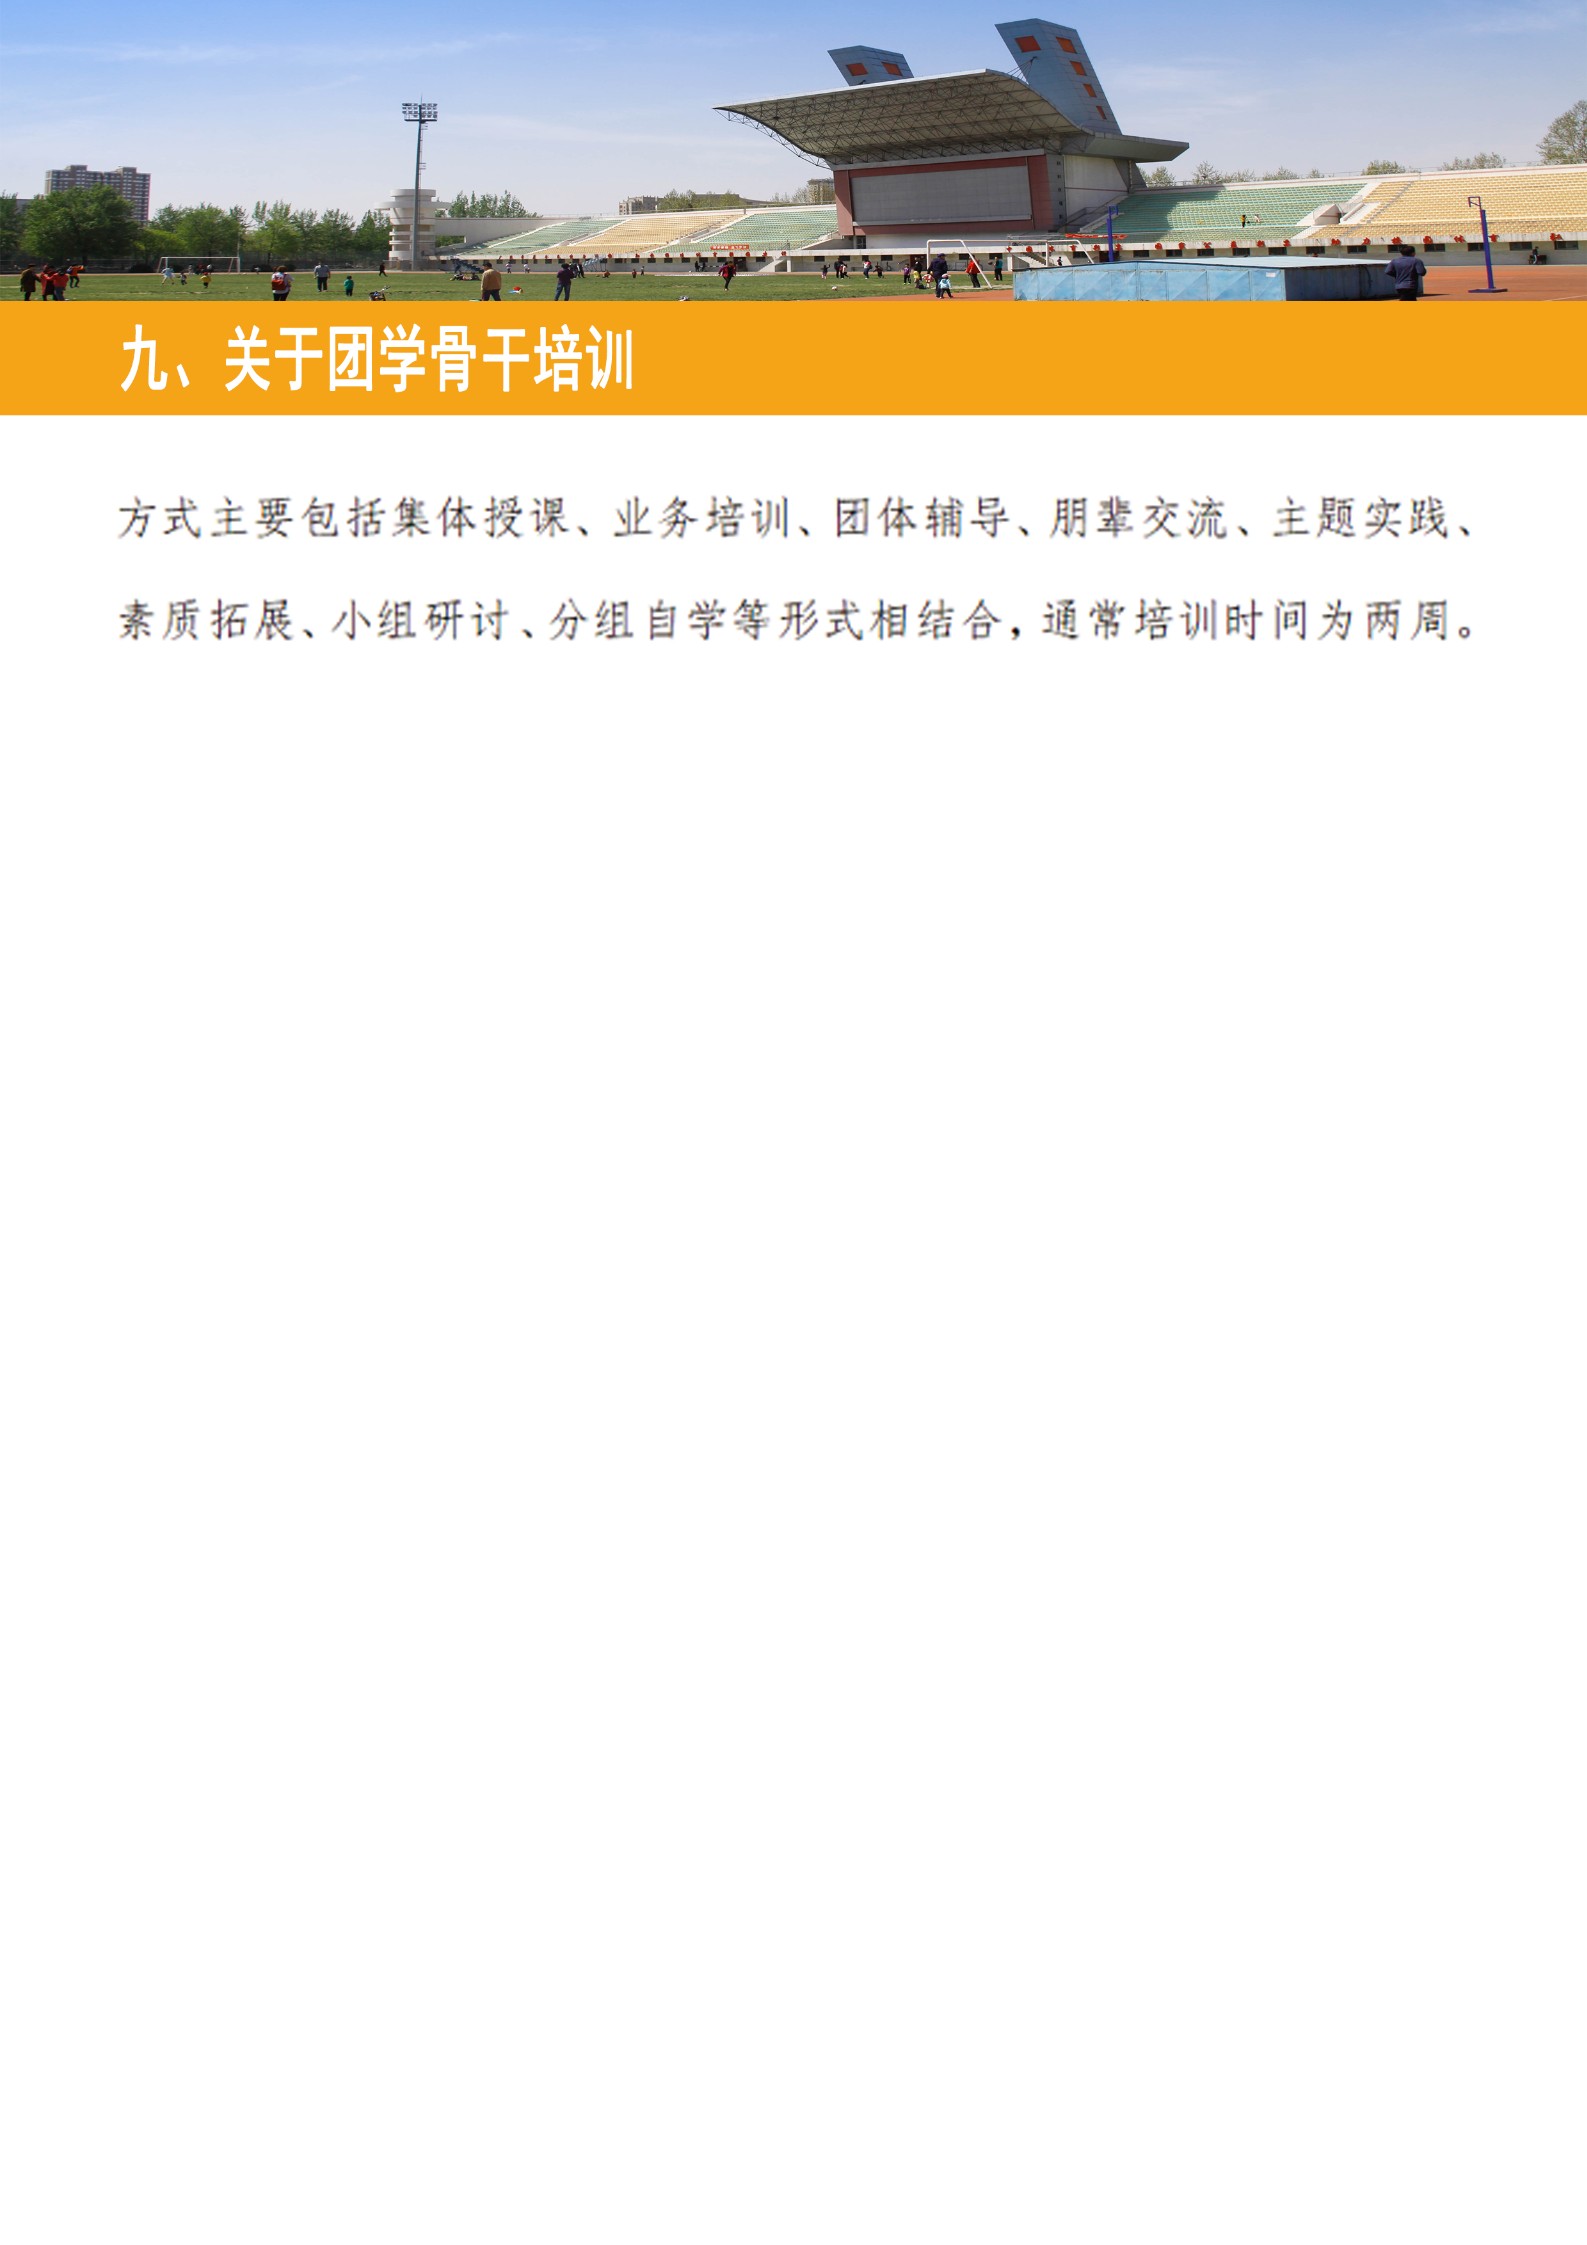 九、关于团学骨干培训
方式主要包括集体授课、业务培训、团体辅导、朋辈交流、主题实践、
素质拓展、小组研讨、分组自学等形式相结合，通常培训时间为两周。